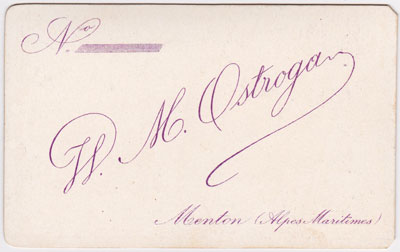 No.
W. M. Ostroga
Menton (Alpes Maritimes)